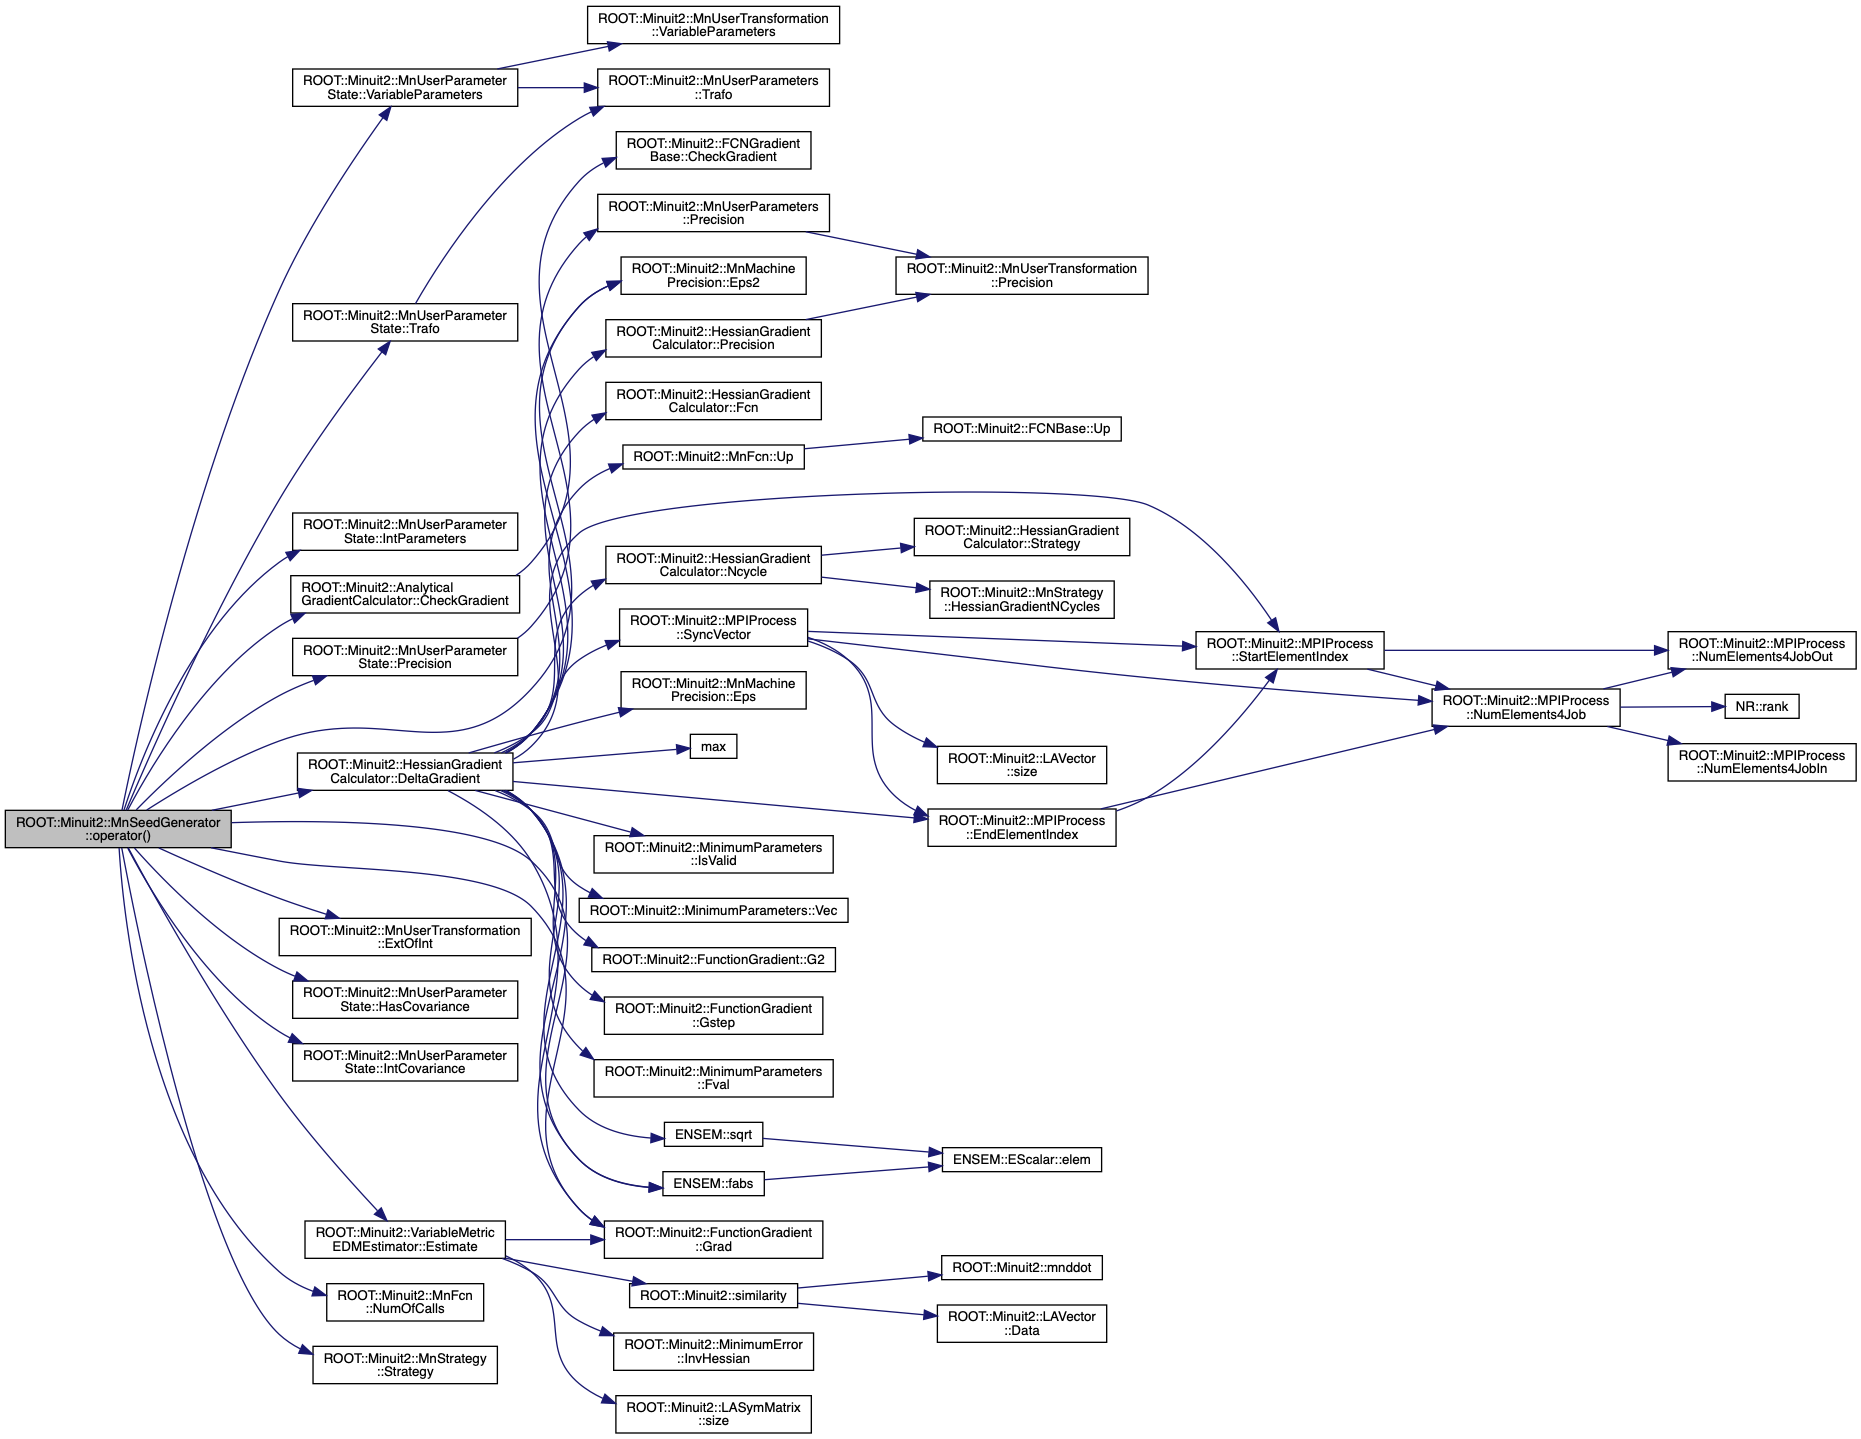 ROOT::Minuit2::MnSeedGenerator
::operator()
ROOT::Minuit2::MnUserParameter
State::VariableParameters
ROOT::Minuit2::MnUserParameter
State::Trafo
ROOT::Minuit2::MnUserParameter
State::IntParameters
ROOT::Minuit2::Analytical
GradientCalculator::CheckGradient
ROOT::Minuit2::MnUserParameter
State::Precision
ROOT::Minuit2::HessianGradient
Calculator::DeltaGradient
ROOT::Minuit2::MnUserTransformation
::ExtOfInt
ROOT::Minuit2::MnUserParameter
State::HasCovariance
ROOT::Minuit2::MnUserParameter
State::IntCovariance
ROOT::Minuit2::VariableMetric
EDMEstimator::Estimate
ROOT::Minuit2::MnFcn
::NumOfCalls
ROOT::Minuit2::MnStrategy
::Strategy
ROOT::Minuit2::MnUserTransformation
::VariableParameters
ROOT::Minuit2::MnUserParameters
::Trafo
ROOT::Minuit2::FCNGradient
Base::CheckGradient
ROOT::Minuit2::MnUserParameters
::Precision
ROOT::Minuit2::MnMachine
Precision::Eps2
ROOT::Minuit2::HessianGradient
Calculator::Precision
ROOT::Minuit2::HessianGradient
Calculator::Fcn
ROOT::Minuit2::MnFcn::Up
ROOT::Minuit2::HessianGradient
Calculator::Ncycle
ROOT::Minuit2::MPIProcess
::SyncVector
ROOT::Minuit2::MnMachine
Precision::Eps
max
ROOT::Minuit2::MinimumParameters
::IsValid
ROOT::Minuit2::MinimumParameters::Vec
ROOT::Minuit2::FunctionGradient::G2
ROOT::Minuit2::FunctionGradient
::Gstep
ROOT::Minuit2::MinimumParameters
::Fval
ENSEM::sqrt
ENSEM::fabs
ROOT::Minuit2::FunctionGradient
::Grad
ROOT::Minuit2::similarity
ROOT::Minuit2::MinimumError
::InvHessian
ROOT::Minuit2::LASymMatrix
::size
ROOT::Minuit2::MnUserTransformation
::Precision
ROOT::Minuit2::FCNBase::Up
ROOT::Minuit2::HessianGradient
Calculator::Strategy
ROOT::Minuit2::MnStrategy
::HessianGradientNCycles
ROOT::Minuit2::LAVector
::size
ROOT::Minuit2::MPIProcess
::EndElementIndex
ENSEM::EScalar::elem
ROOT::Minuit2::mnddot
ROOT::Minuit2::LAVector
::Data
ROOT::Minuit2::MPIProcess
::StartElementIndex
ROOT::Minuit2::MPIProcess
::NumElements4Job
ROOT::Minuit2::MPIProcess
::NumElements4JobOut
NR::rank
ROOT::Minuit2::MPIProcess
::NumElements4JobIn